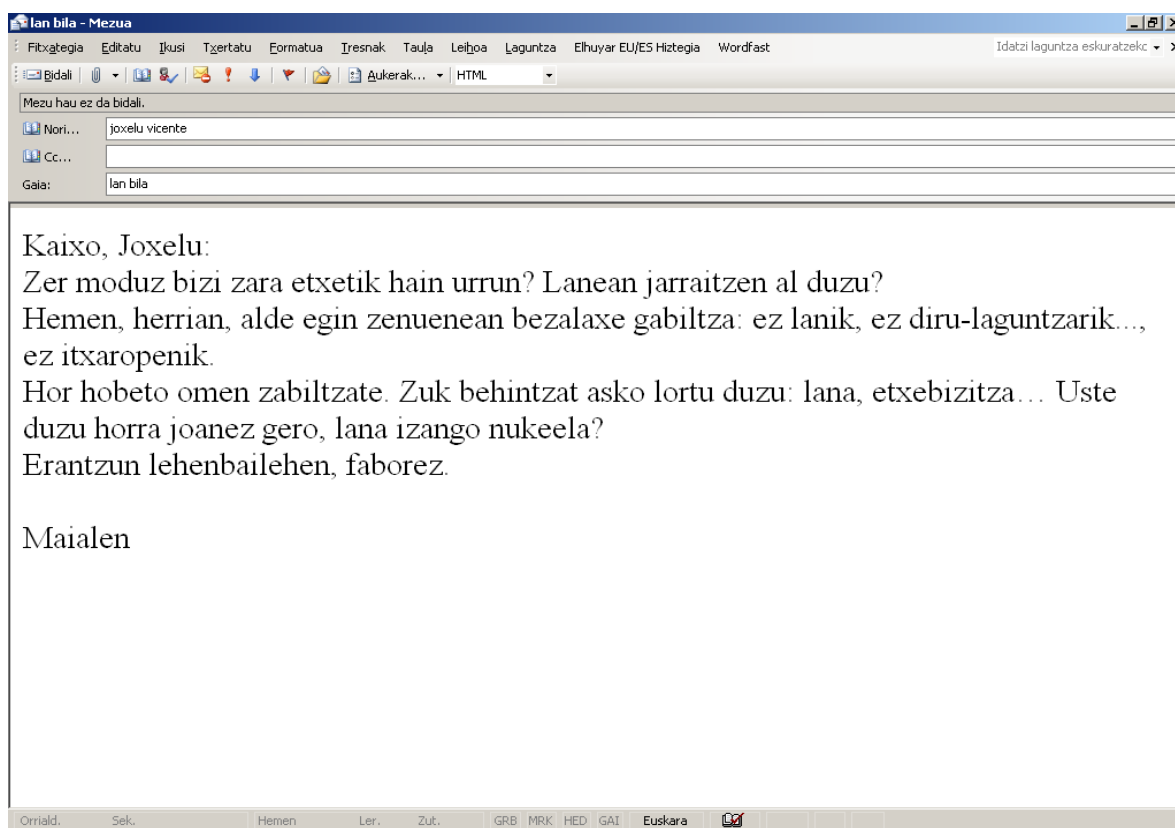 lan bila - Mezua
Fitxategia Editatu Ikusi Txertatu Formatua Tresnak Taula Leihoa Laguntza Elhuyar EU/ES Hiztegia Wordfast Idatzi laguntza eskuratzekc
Bidali Aukerak... HTML
Mezu hau ez da bidali.
Nori... joxelu vicente
Cc...
Gaia: lan bila
Kaixo, Joxelu:
Zer moduz bizi zara etxetik hain urrun? Lanean jarraitzen al duzu?
Hemen, herrian, alde egin zenuenean bezalaxe gabiltza: ez lanik, ez diru-laguntzarik...,
ez itxaropenik.
Hor hobeto omen zabiltzate. Zuk behintzat asko lortu duzu: lana, etxebizitza… Uste
duzu horra joanez gero, lana izango nukeela?
Erantzun lehenbailehen, faborez.
Maialen
Orriald. Sek. Hemen Ler. Zut. GRB MRK HED GAI Euskara